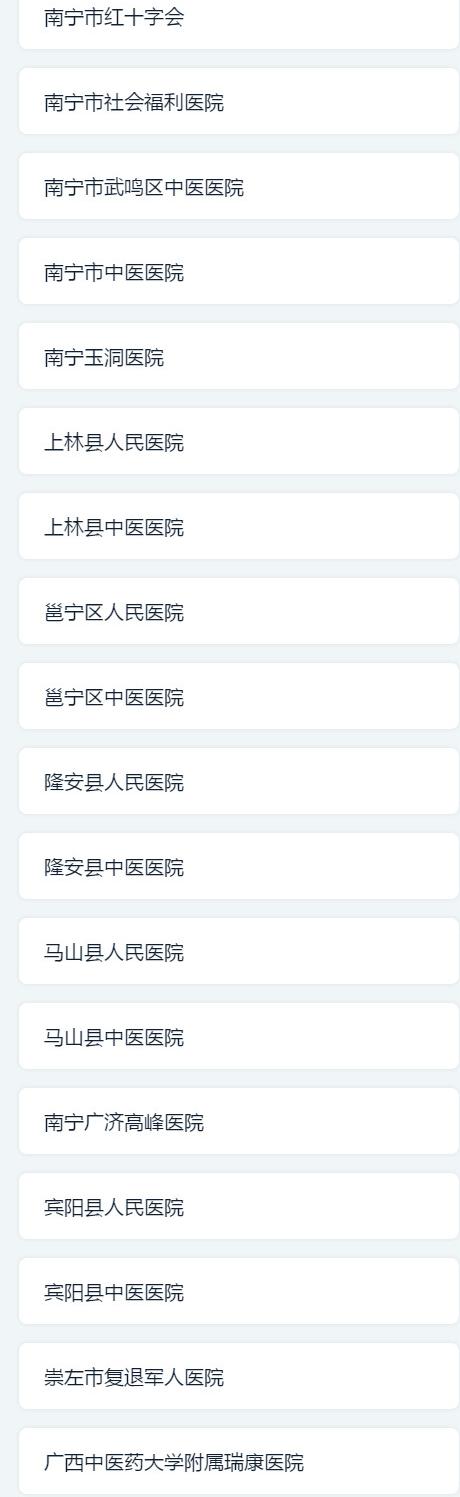 南宁市红十字会
南宁市社会福利医院
南宁市武鸣区中医医院
南宁市中医医院
南宁玉洞医院
上林县人民医院
上林县中医医院
邕宁区人民医院
邕宁区中医医院
隆安县人民医院
隆安县中医医院
马山县人民医院
马山县中医医院
南宁广济高峰医院
宾阳县人民医院
宾阳县中医医院
崇左市复退军人医院
广西中医药大学附属瑞康医院